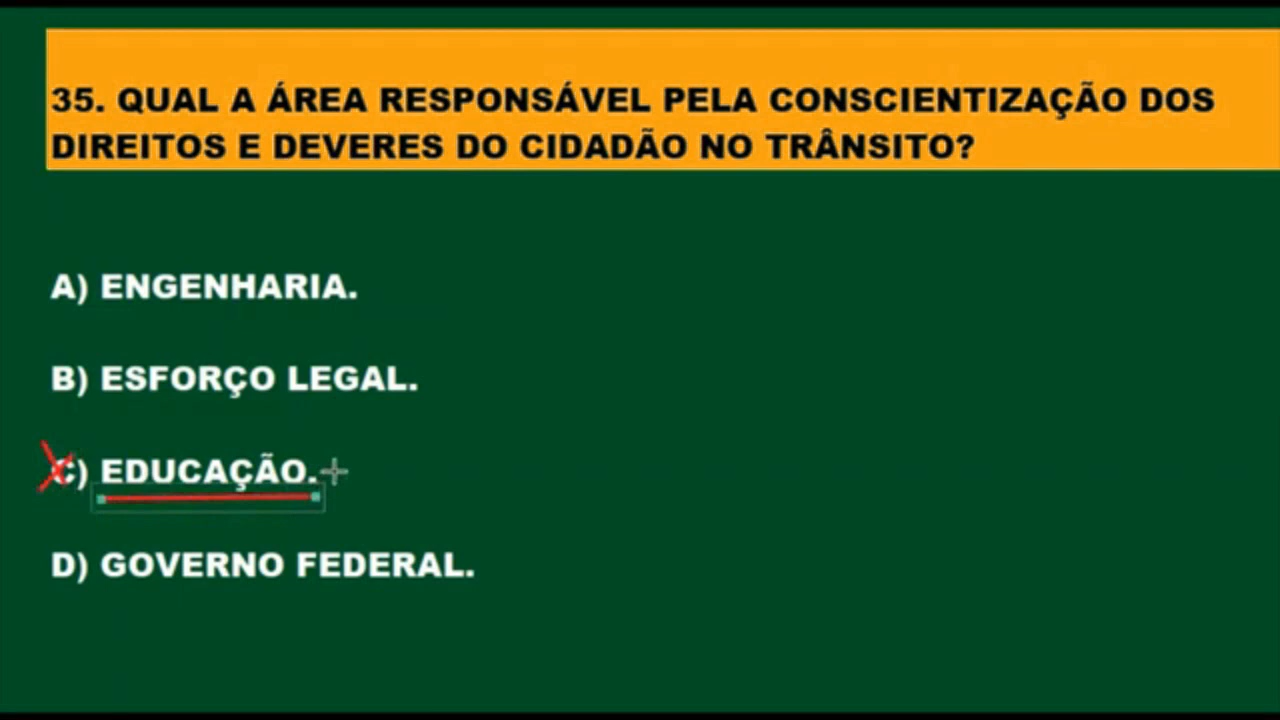 35. QUAL A ÁREA RESPONSÁVEL PELA CONSCIENTIZAÇÃO DOS
DIREITOS E DEVERES DO CIDADÃO NO TRÂNSITO?
A) ENGENHARIA.
B) ESFORÇO LEGAL.
C) EDUCAÇÃO.
D) GOVERNO FEDERAL.